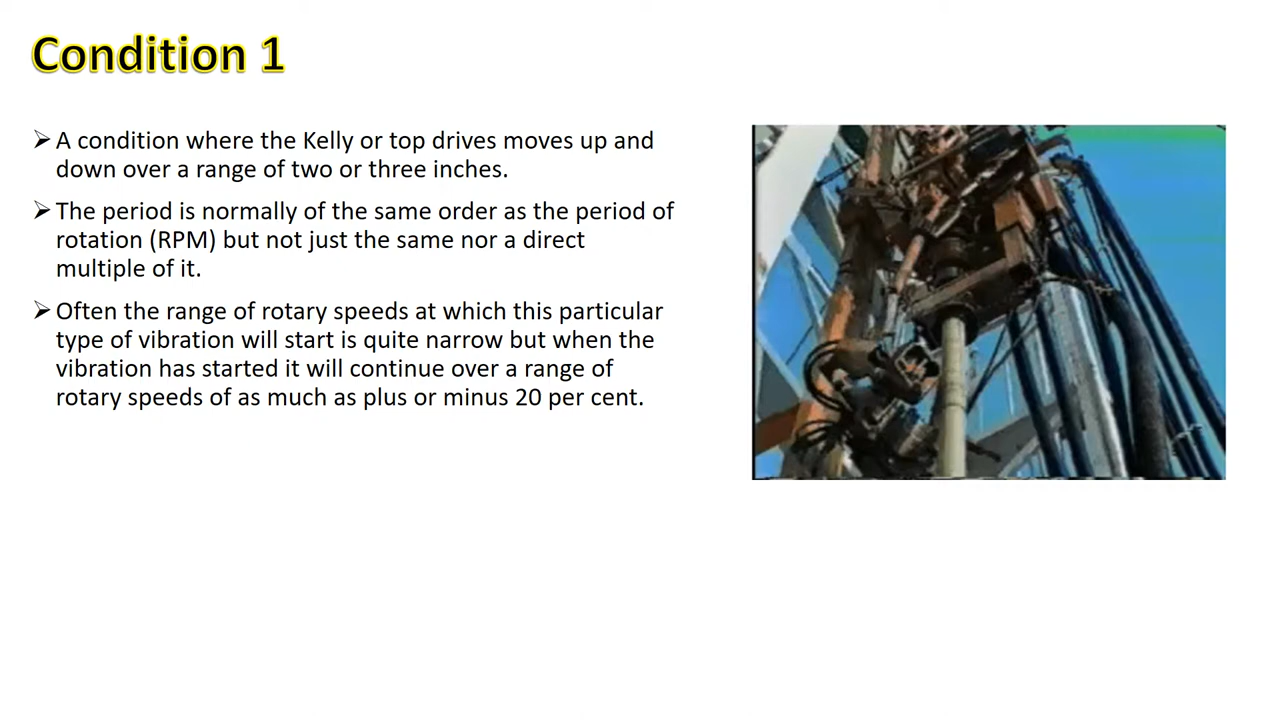 Condition 1
A condition where the Kelly or top drives moves up and
down over a range of two or three inches.
The period is normally of the same order as the period of
rotation (RPM) but not just the same nor a direct
multiple of it.
Often the range of rotary speeds at which this particular
type of vibration will start is quite narrow but when the
vibration has started it will continue over a range of
rotary speeds of as much as plus or minus 20 per cent.